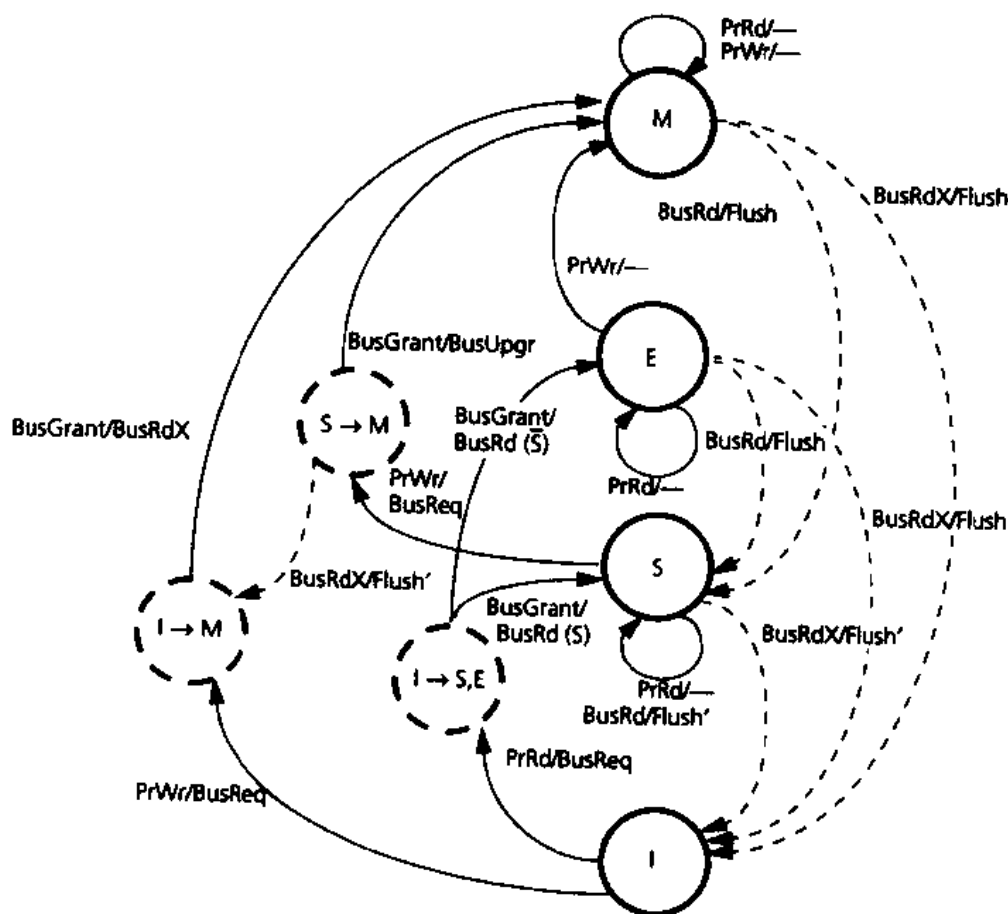 PrRd/—
PrWr/—
M
BusRdX/Flush
BusRd/Flush
PrWr/—
BusGrant/BusUpgr
E
BusGrant/
BusRd (S̅)
S → M
BusGrant/BusRdX
BusRd/Flush
PrWr/
BusReq
PrRd/—
BusRdX/Flush
S
BusRdX/Flush′
BusGrant/
BusRd (S)
I → M
BusRdX/Flush′
I → S,E
PrRd/—
BusRd/Flush′
PrRd/BusReq
PrWr/BusReq
I